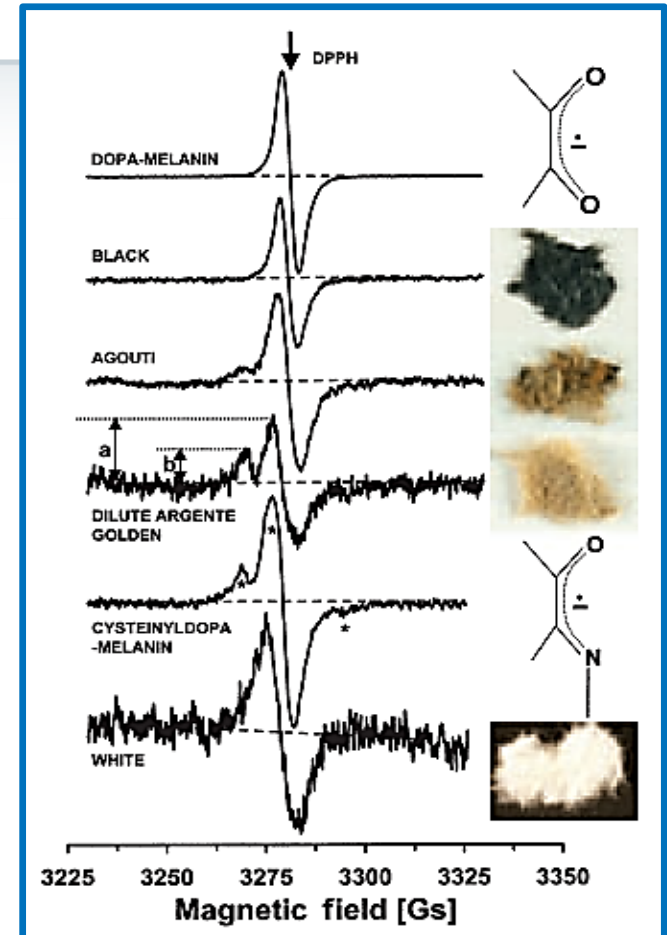 DPPH
O
DOPA-MELANIN
O
BLACK
AGOUTI
a
b
DILUTE ARGENTE
GOLDEN
O
*
*
CYSTEINYLDOPA
-MELANIN
*
N
WHITE
3225 3250 3275 3300 3325 3350
Magnetic field [Gs]